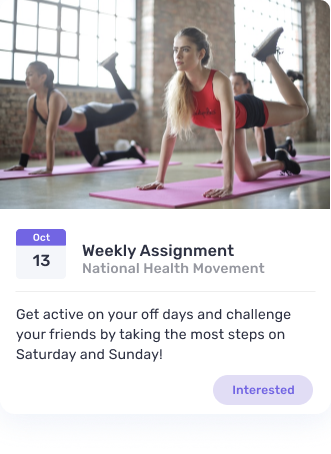 Oct
13
Weekly Assignment
National Health Movement
Get active on your off days and challenge
your friends by taking the most steps on
Saturday and Sunday!
Interested